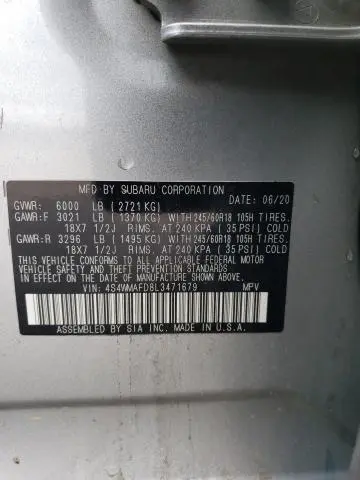 MFD BY SUBARU CORPORATION
DATE: 06/20
GVWR: 6000 LB (2721 KG)
GAWR:F 3021 LB (1370 KG) WITH 245/60R18 105H TIRES.
18X7 1/2J RIMS. AT 240 KPA (35 PSI) COLD
GAWR:R 3296 LB (1495 KG) WITH 245/60R18 105H TIRES.
18X7 1/2J RIMS. AT 240 KPA (35 PSI) COLD
THIS VEHICLE CONFORMS TO ALL APPLICABLE FEDERAL MOTOR
VEHICLE SAFETY STANDARDS IN EFFECT ON THE DATE OF
MANUFACTURE SHOWN ABOVE.
VIN: 4S4WMAFD8L3471679 MPV
ASSEMBLED BY SIA INC. MADE IN U.S.A.